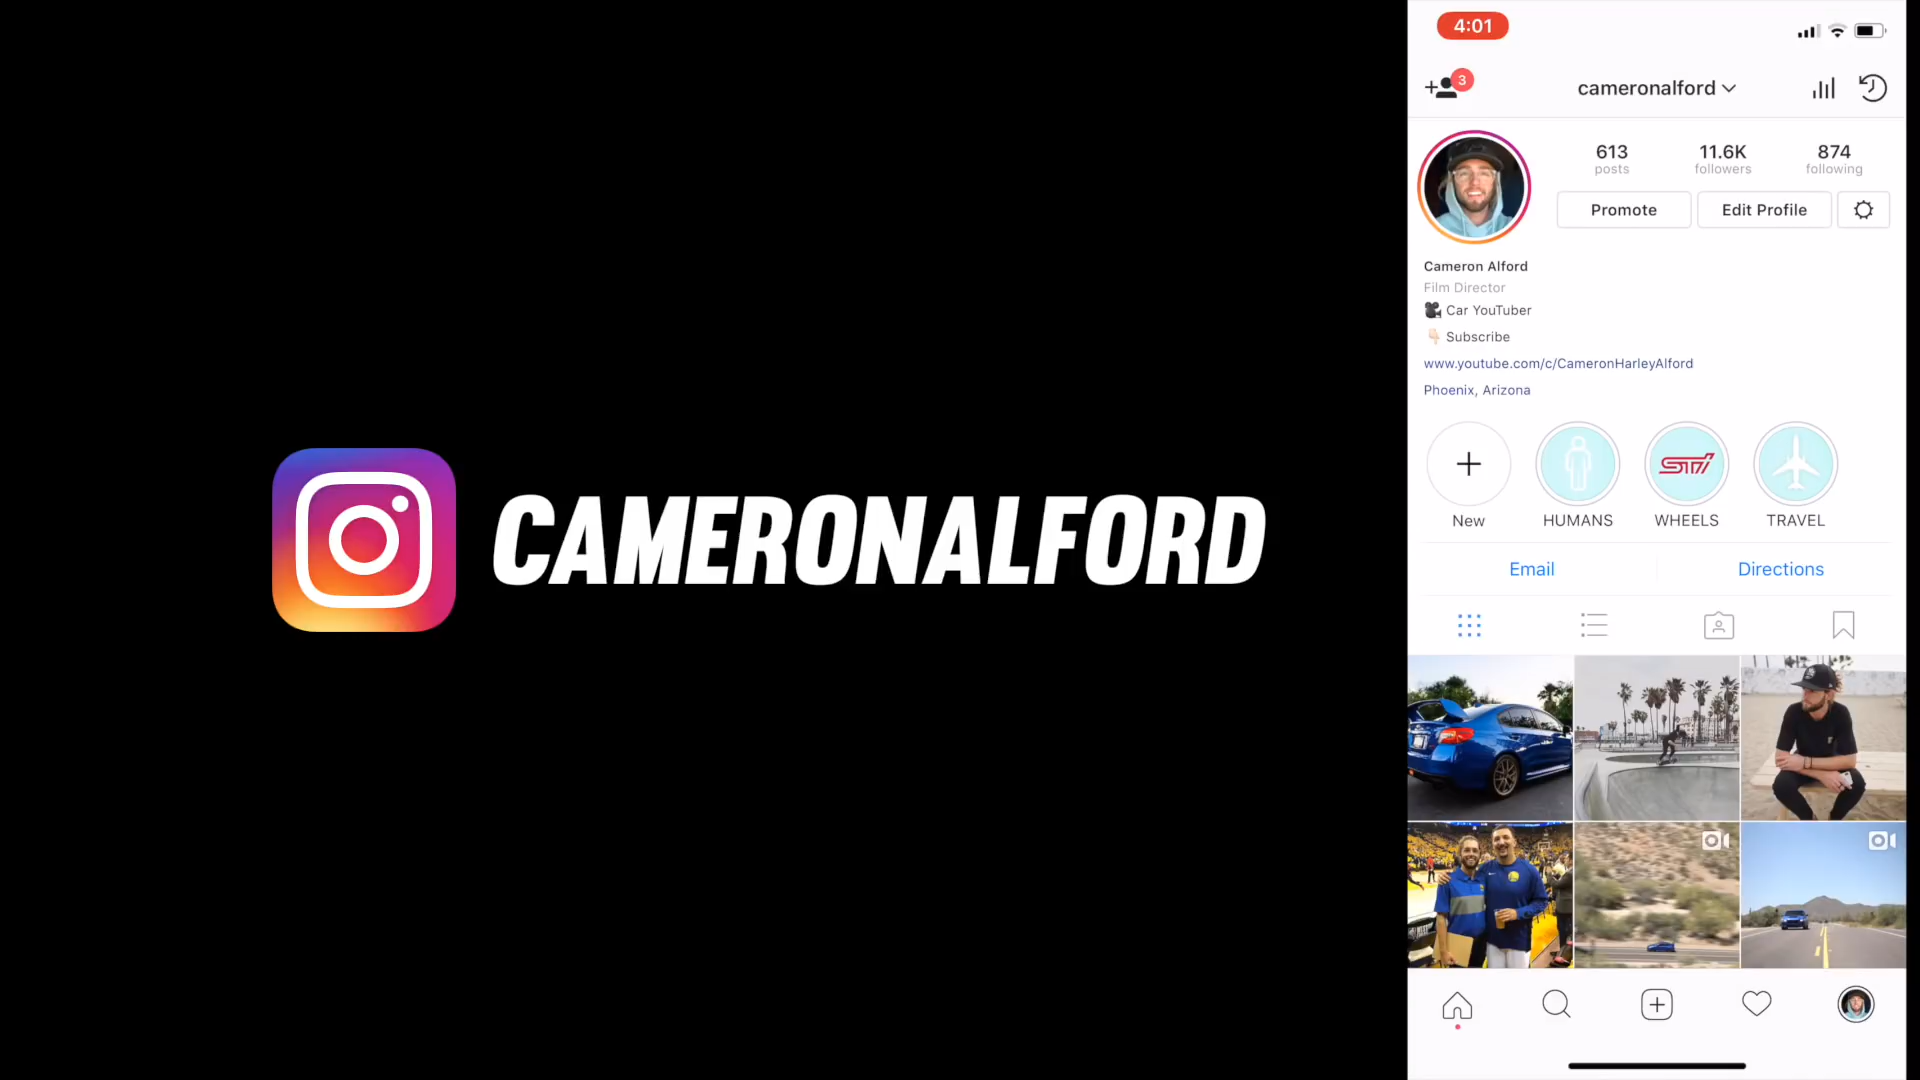 CAMERONALFORD
4:01
3
cameronalford
613
posts
11.6K
followers
874
following
Promote
Edit Profile
Cameron Alford
Film Director
Car YouTuber
Subscribe
www.youtube.com/c/CameronHarleyAlford
Phoenix, Arizona
STI
New
HUMANS
WHEELS
TRAVEL
Email
Directions